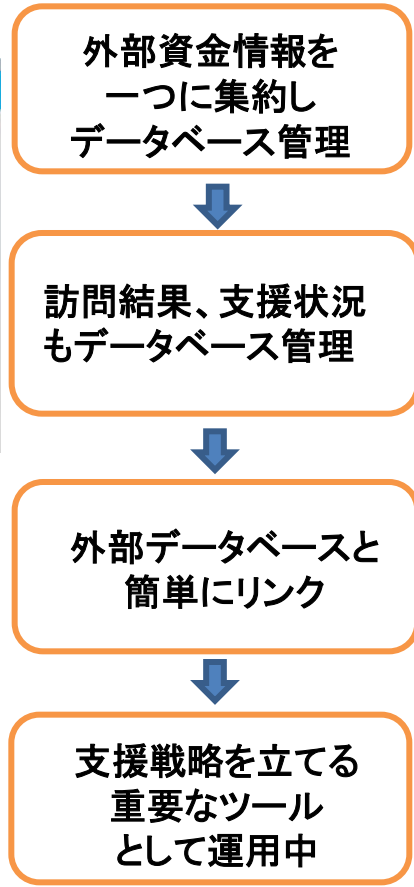 外部資金情報を
一つに集約し
データベース管理
訪問結果、支援状況
もデータベース管理
外部データベースと
簡単にリンク
支援戦略を立てる
重要なツール
として運用中